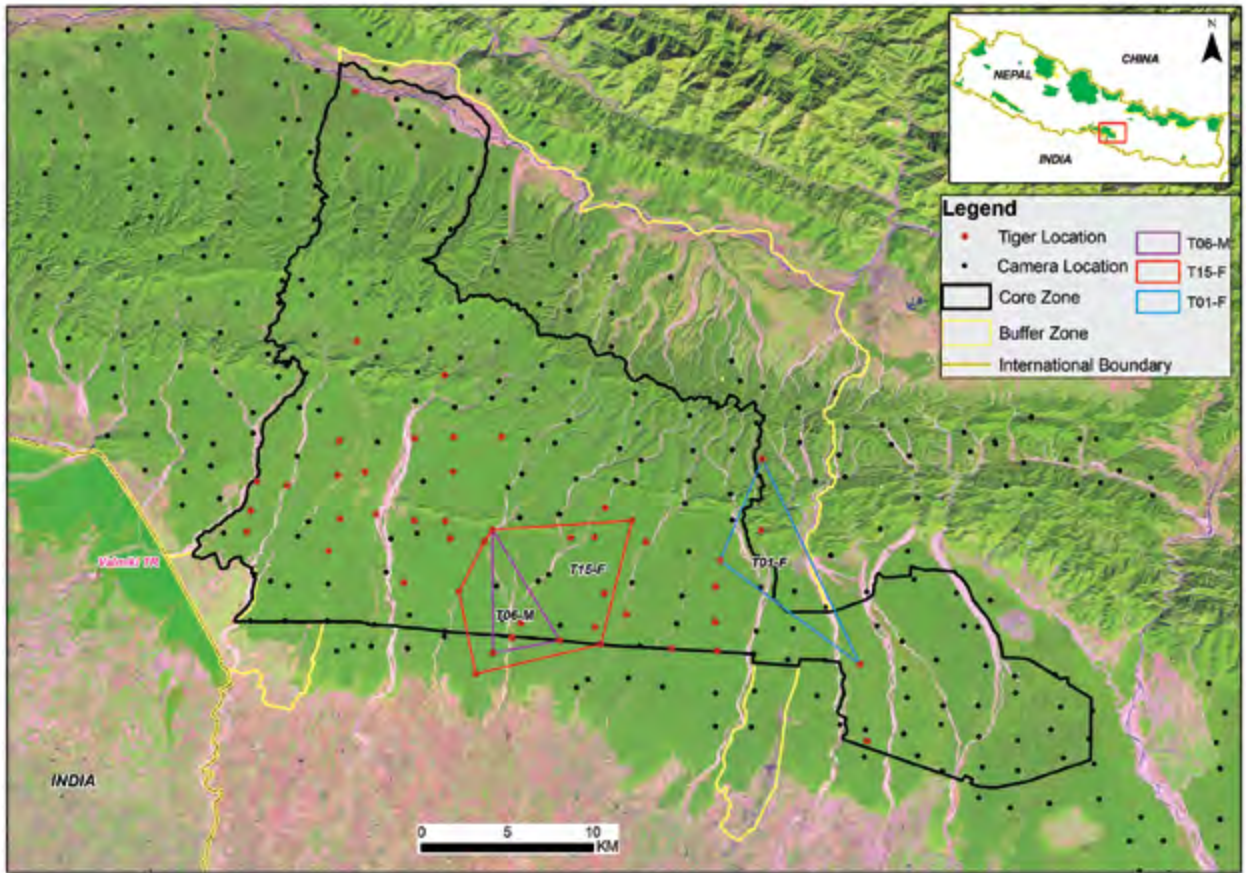 N
CHINA
NEPAL
INDIA
Legend
Tiger Location
Camera Location
Core Zone
Buffer Zone
International Boundary
T06-M
T15-F
T01-F
Valmiki TR
T15-F
T01-F
T06-M
INDIA
0 5 10
KM